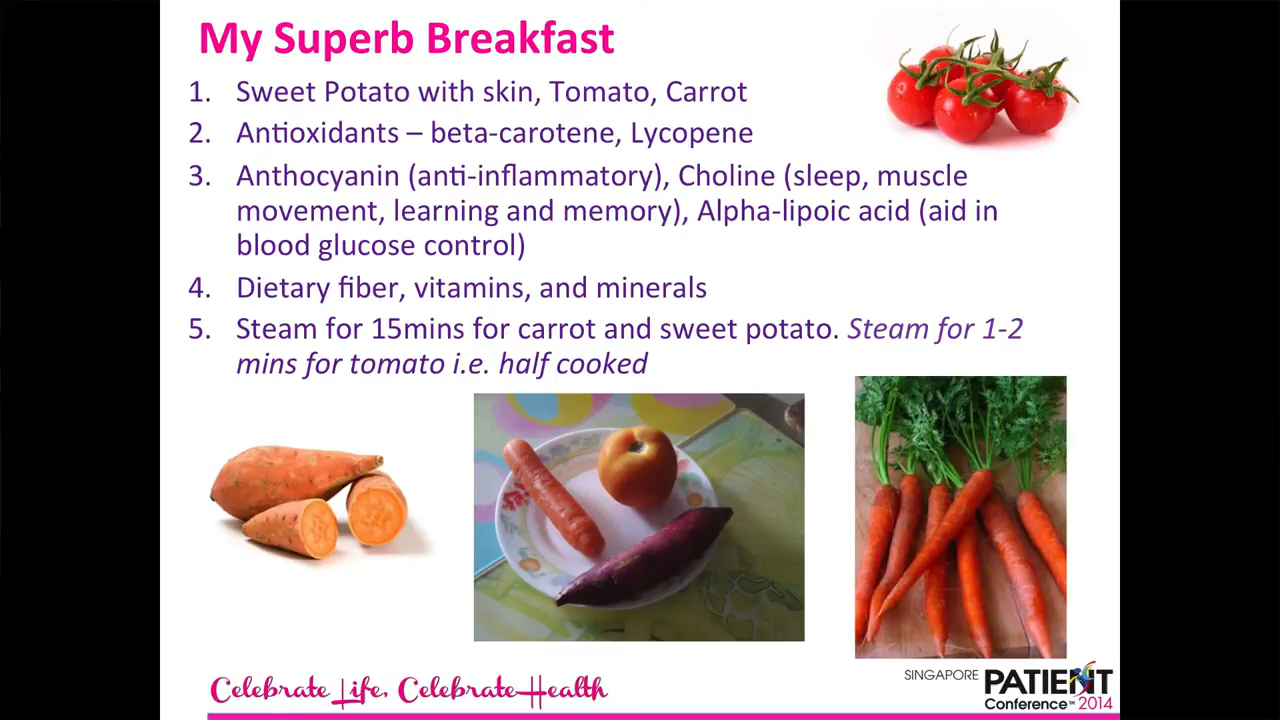 My Superb Breakfast
1. Sweet Potato with skin, Tomato, Carrot
2. Antioxidants – beta-carotene, Lycopene
3. Anthocyanin (anti-inflammatory), Choline (sleep, muscle
movement, learning and memory), Alpha-lipoic acid (aid in
blood glucose control)
4. Dietary fiber, vitamins, and minerals
5. Steam for 15mins for carrot and sweet potato. Steam for 1-2
mins for tomato i.e. half cooked
Celebrate Life, Celebrate Health
SINGAPORE PATIENT
Conference℠ 2014